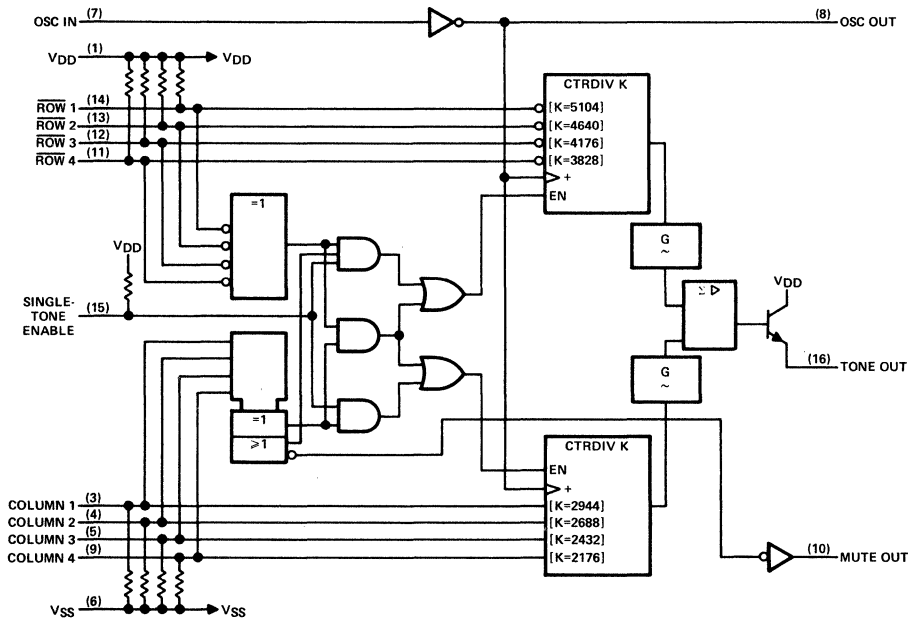 OSC IN (7) (8) OSC OUT
VDD (1) VDD
CTRDIV K
ROW 1 (14) [K=5104]
ROW 2 (13) [K=4640]
ROW 3 (12) [K=4176]
ROW 4 (11) [K=3828]
+
EN
=1
G
~
VDD
Σ ▷ VDD
SINGLE-
TONE (15)
ENABLE
(16) TONE OUT
G
~
=1
≥1
CTRDIV K
EN
+
COLUMN 1 (3) [K=2944]
COLUMN 2 (4) [K=2688]
COLUMN 3 (5) [K=2432]
COLUMN 4 (9) [K=2176]
(10) MUTE OUT
VSS (6) VSS